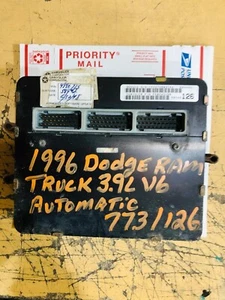 PRIORITY
MAIL
126
1996 Dodge RAM
TRUCK 3.9L V6
Automatic
773/126